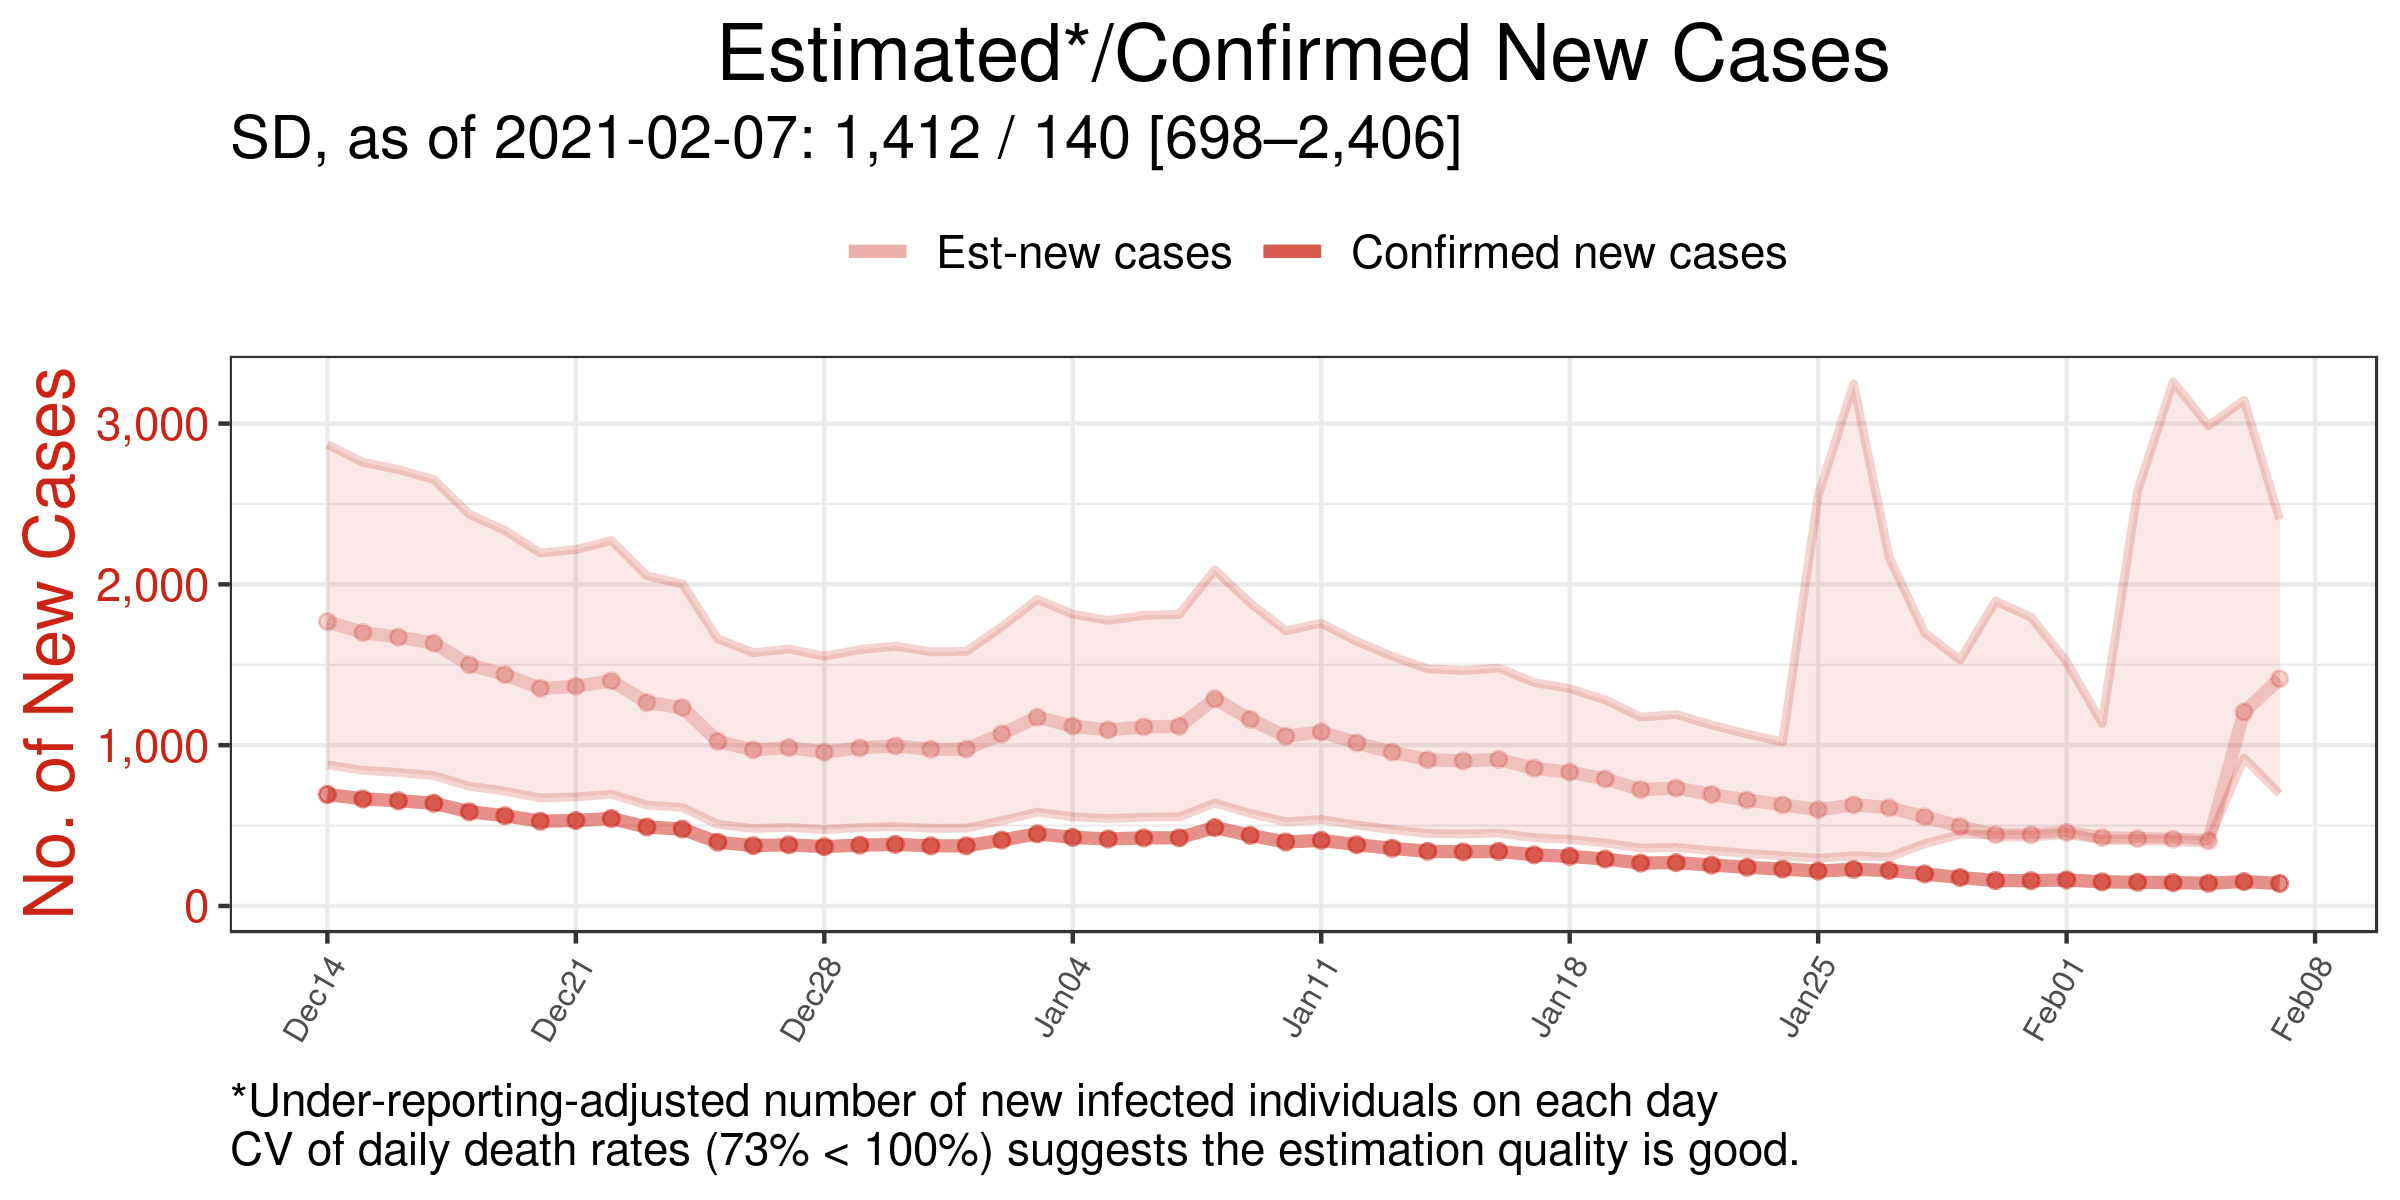 Estimated*/Confirmed New Cases
SD, as of 2021-02-07: 1,412 / 140 [698–2,406]
Est-new cases Confirmed new cases
No. of New Cases
3,000
2,000
1,000
0
Dec14 Dec21 Dec28 Jan04 Jan11 Jan18 Jan25 Feb01 Feb08
*Under-reporting-adjusted number of new infected individuals on each day
CV of daily death rates (73% < 100%) suggests the estimation quality is good.